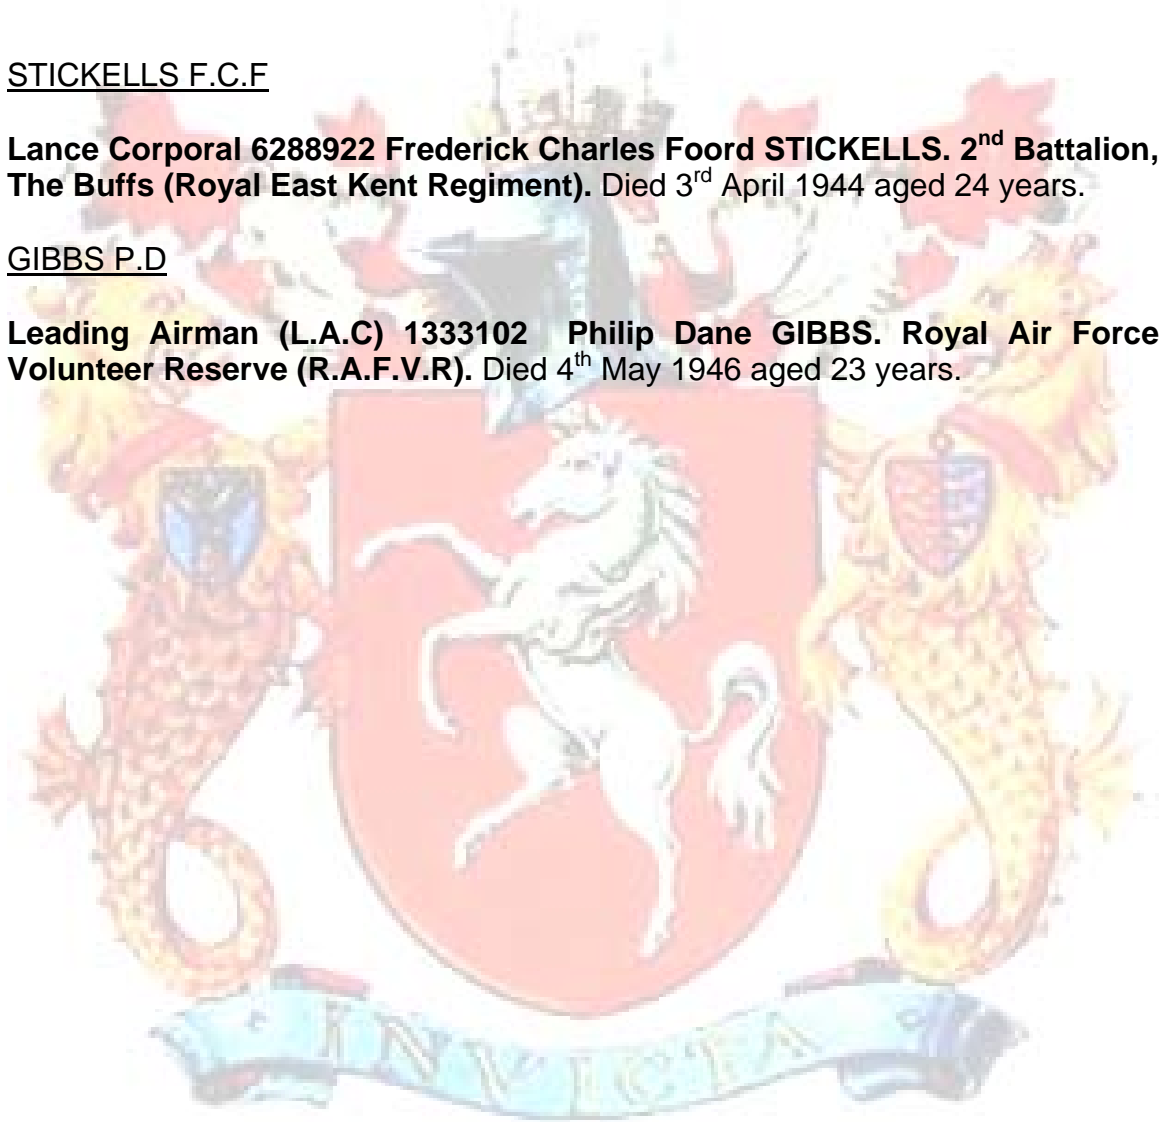 STICKELLS F.C.F
Lance Corporal 6288922 Frederick Charles Foord STICKELLS. 2nd Battalion,
The Buffs (Royal East Kent Regiment). Died 3rd April 1944 aged 24 years.
GIBBS P.D
Leading Airman (L.A.C) 1333102 Philip Dane GIBBS. Royal Air Force
Volunteer Reserve (R.A.F.V.R). Died 4th May 1946 aged 23 years.
INVICTA